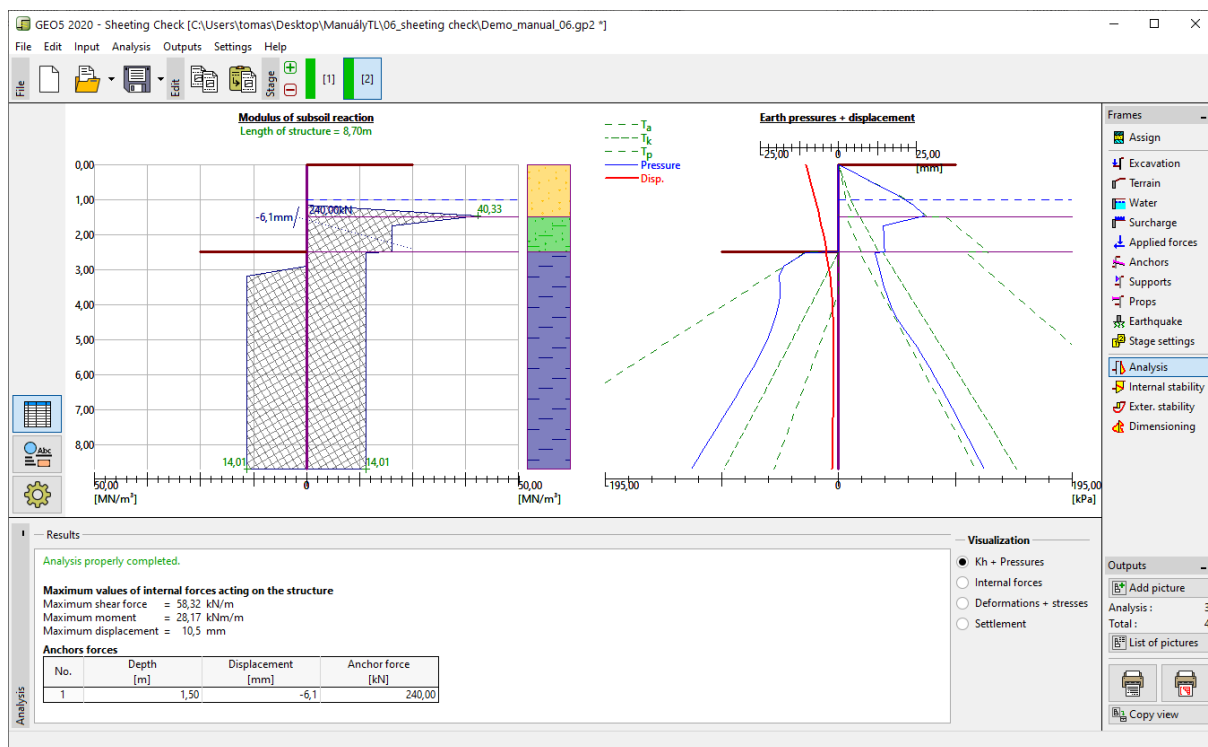 GEO5 2020 - Sheeting Check [C:\Users\tomas\Desktop\ManuályTL\06_sheeting check\Demo_manual_06.gp2 *]
File Edit Input Analysis Outputs Settings Help
File
Edit
Stage
[1]
[2]
Modulus of subsoil reaction
Length of structure = 8,70m
0,00
1,00
2,00
3,00
4,00
5,00
6,00
7,00
8,00
-6,1mm
240,00kN
40,33
14,01
14,01
50,00
0
50,00
[MN/m³]
[MN/m³]
Earth pressures + displacement
Ta
Tk
Tp
Pressure
Disp.
-25,00
0
25,00
[mm]
-195,00
0
195,00
[kPa]
Frames
Assign
Excavation
Terrain
Water
Surcharge
Applied forces
Anchors
Supports
Props
Earthquake
Stage settings
Analysis
Internal stability
Exter. stability
Dimensioning
Abc
Analysis
Results
Analysis properly completed.
Maximum values of internal forces acting on the structure
Maximum shear force = 58,32 kN/m
Maximum moment = 28,17 kNm/m
Maximum displacement = 10,5 mm
Anchors forces
No. Depth Displacement Anchor force
[m] [mm] [kN]
1 1,50 -6,1 240,00
Visualization
Kh + Pressures
Internal forces
Deformations + stresses
Settlement
Outputs
Add picture
Analysis : 3
Total : 4
List of pictures
Copy view